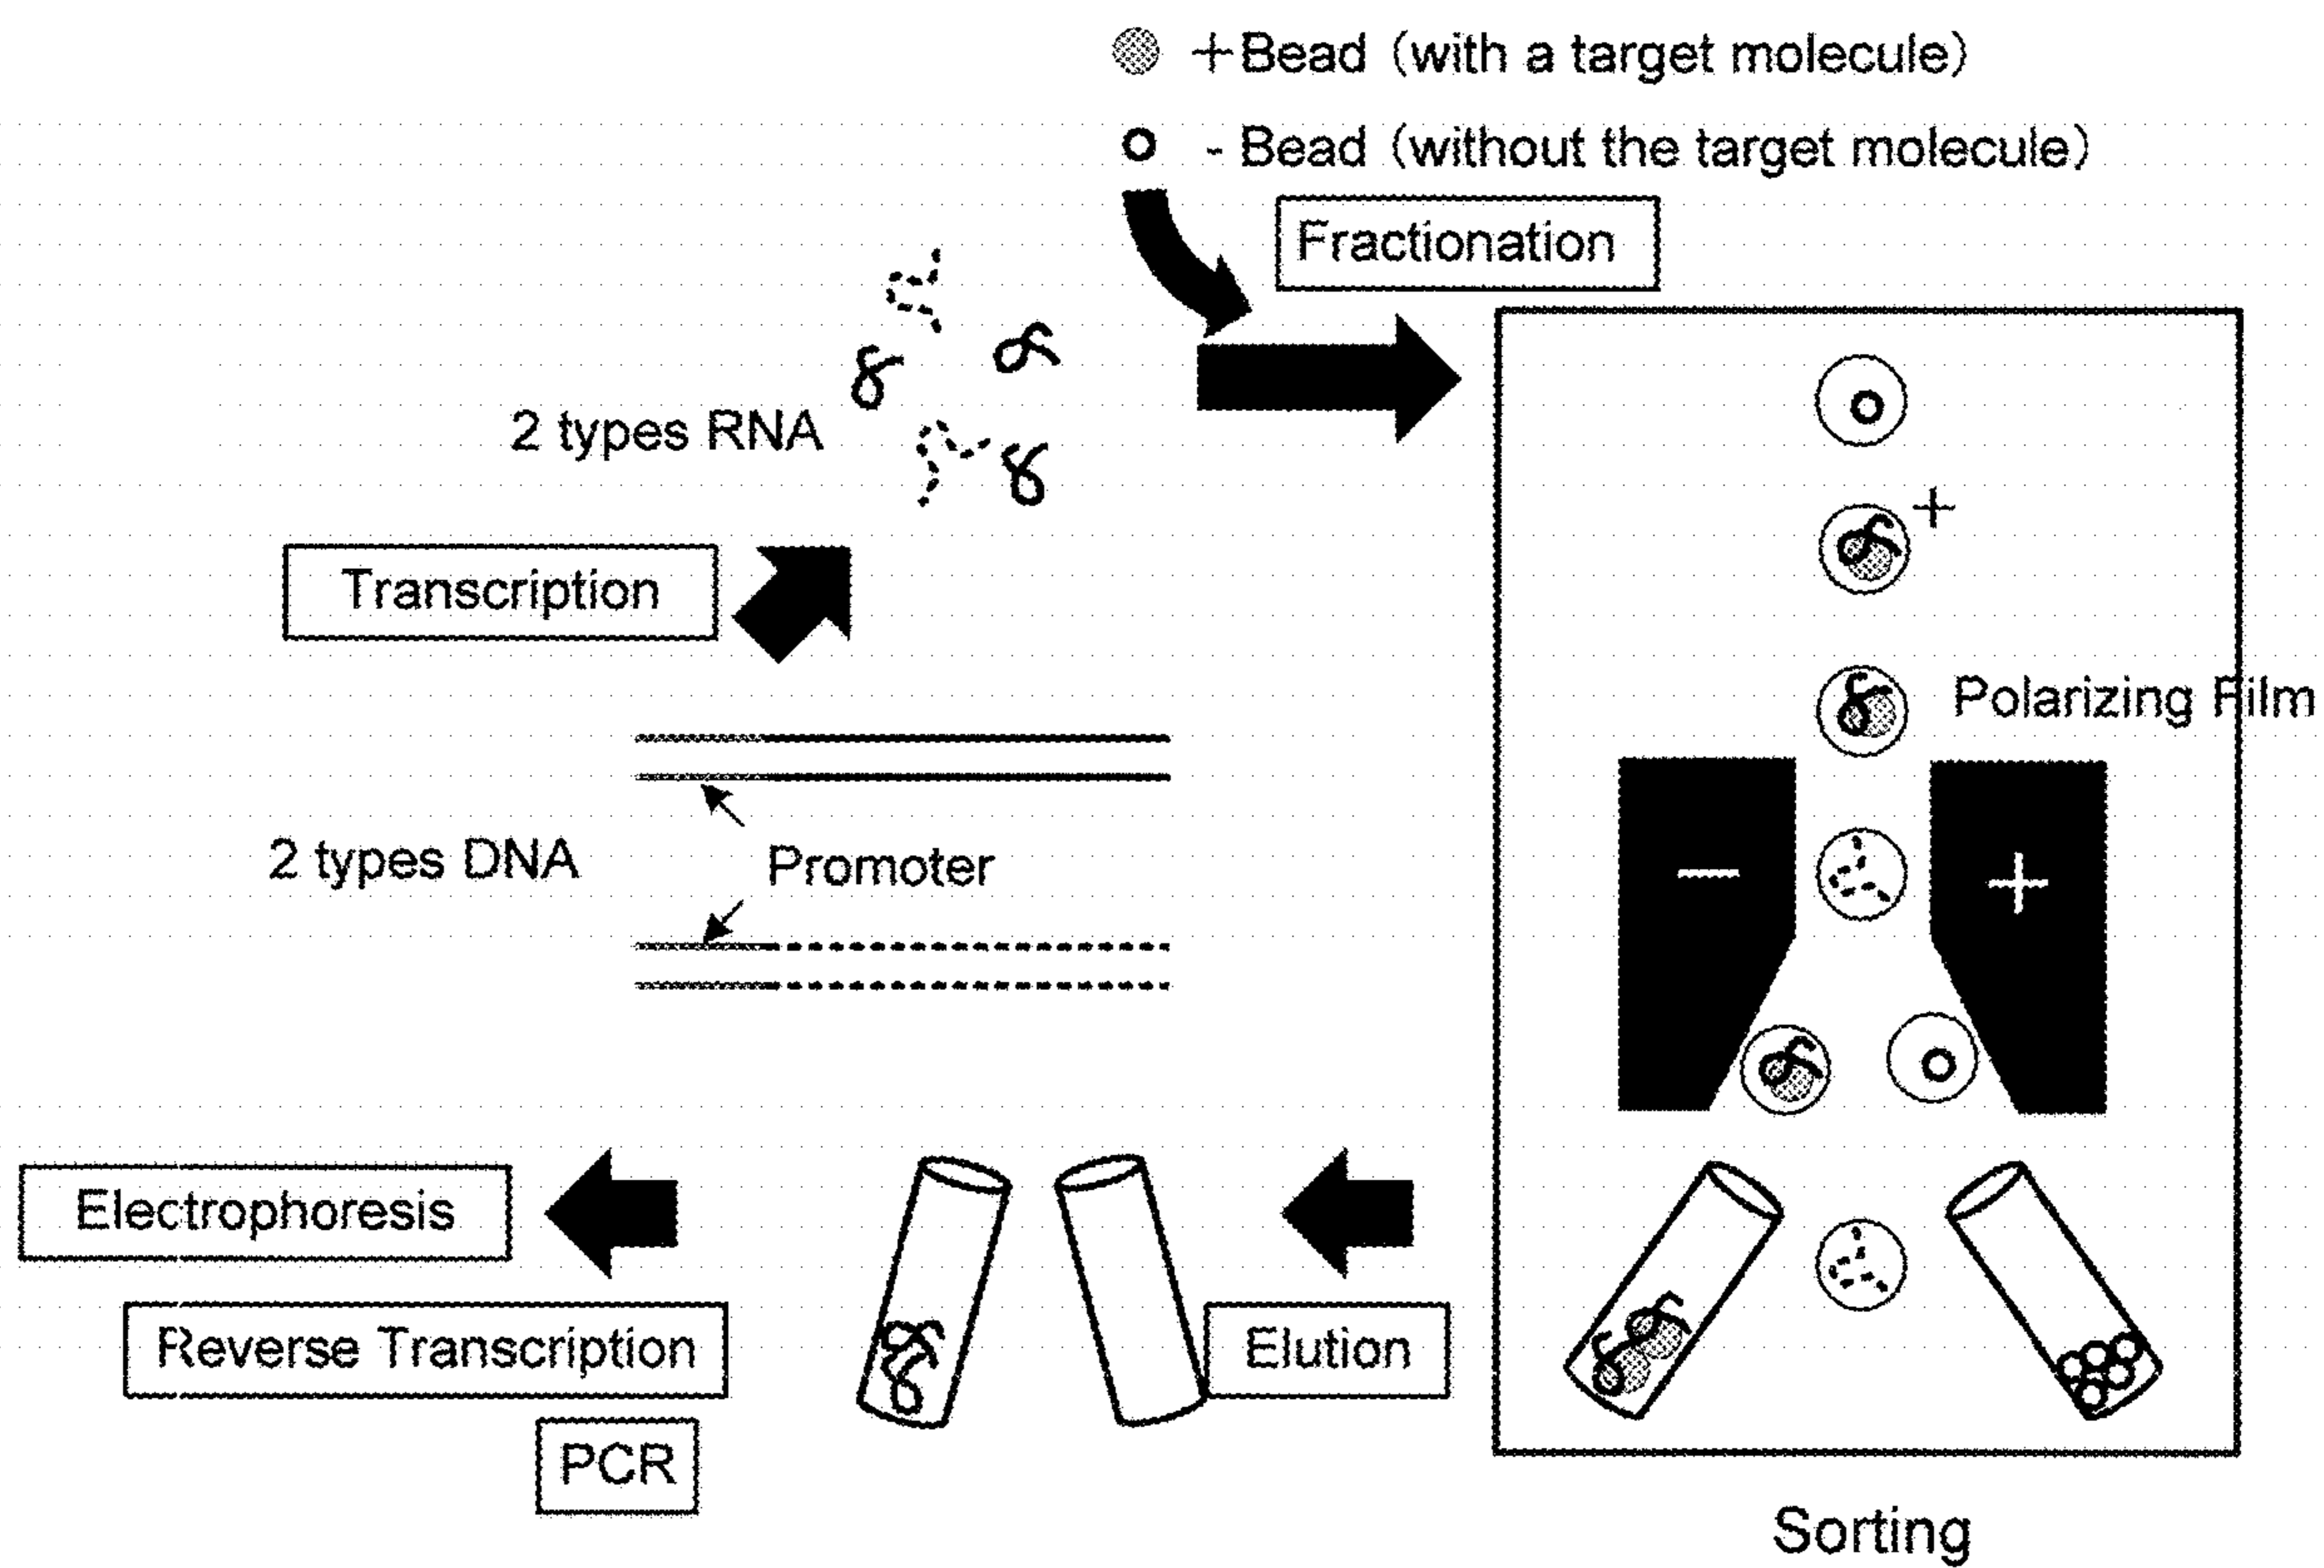 +Bead (with a target molecule)
- Bead (without the target molecule)
Fractionation
2 types RNA
Transcription
+
Polarizing Film
2 types DNA
Promoter
− +
Electrophoresis
Reverse Transcription
Elution
PCR
Sorting